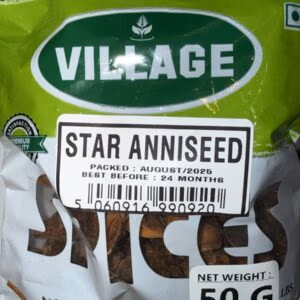 VILLAGE
STAR ANNISEED
PACKED : AUGUST/2025
BEST BEFORE : 24 MONTHS
5 060916 990920
SPICES
NET WEIGHT:
50 G